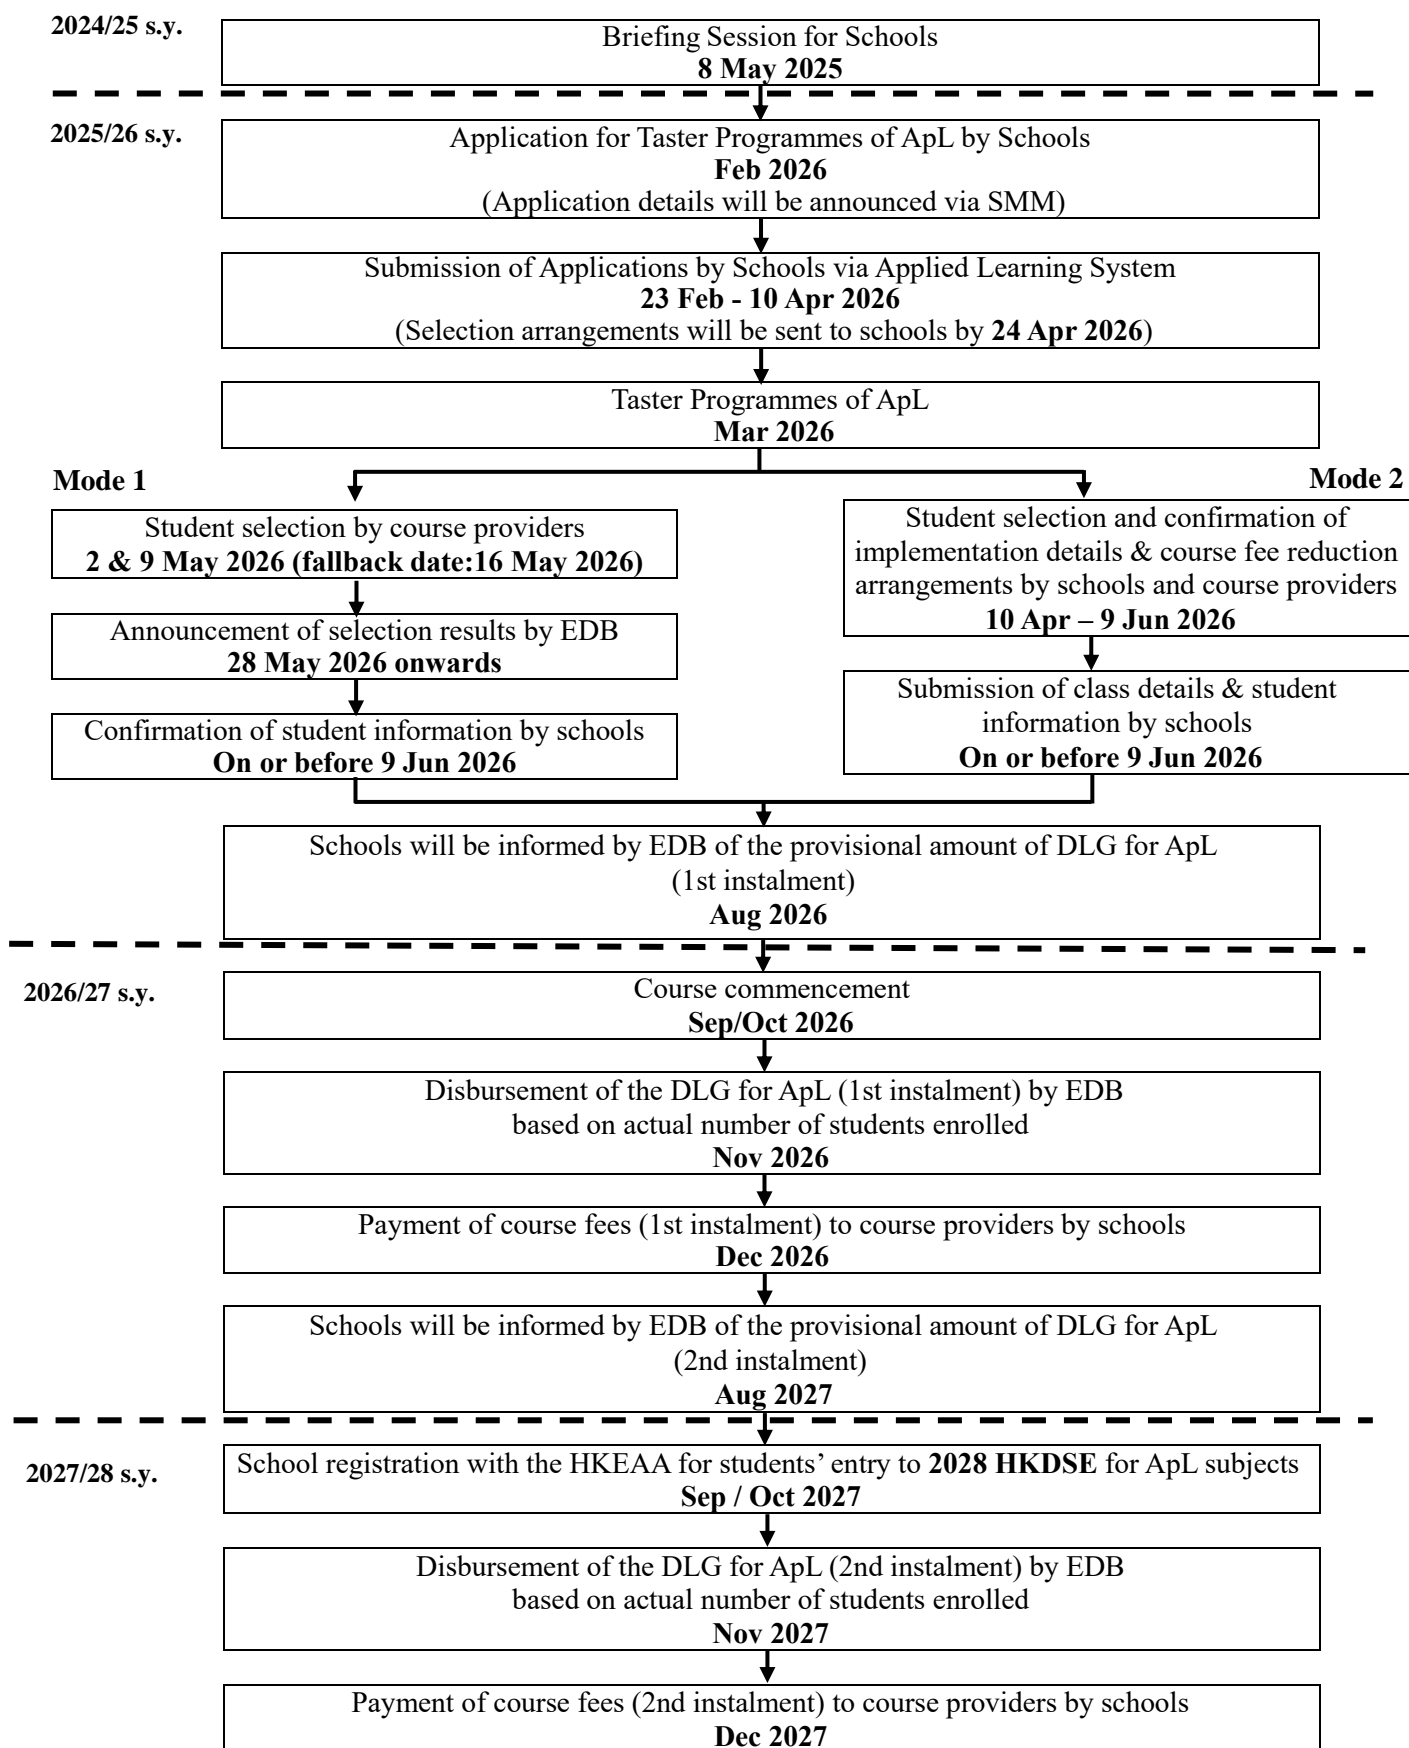 2024/25 s.y.
Briefing Session for Schools
8 May 2025
2025/26 s.y.
Application for Taster Programmes of ApL by Schools
Feb 2026
(Application details will be announced via SMM)
Submission of Applications by Schools via Applied Learning System
23 Feb - 10 Apr 2026
(Selection arrangements will be sent to schools by 24 Apr 2026)
Taster Programmes of ApL
Mar 2026
Mode 1
Student selection by course providers
2 & 9 May 2026 (fallback date:16 May 2026)
Announcement of selection results by EDB
28 May 2026 onwards
Confirmation of student information by schools
On or before 9 Jun 2026
Mode 2
Student selection and confirmation of
implementation details & course fee reduction
arrangements by schools and course providers
10 Apr – 9 Jun 2026
Submission of class details & student
information by schools
On or before 9 Jun 2026
Schools will be informed by EDB of the provisional amount of DLG for ApL
(1st instalment)
Aug 2026
2026/27 s.y.
Course commencement
Sep/Oct 2026
Disbursement of the DLG for ApL (1st instalment) by EDB
based on actual number of students enrolled
Nov 2026
Payment of course fees (1st instalment) to course providers by schools
Dec 2026
Schools will be informed by EDB of the provisional amount of DLG for ApL
(2nd instalment)
Aug 2027
2027/28 s.y.
School registration with the HKEAA for students’ entry to 2028 HKDSE for ApL subjects
Sep / Oct 2027
Disbursement of the DLG for ApL (2nd instalment) by EDB
based on actual number of students enrolled
Nov 2027
Payment of course fees (2nd instalment) to course providers by schools
Dec 2027